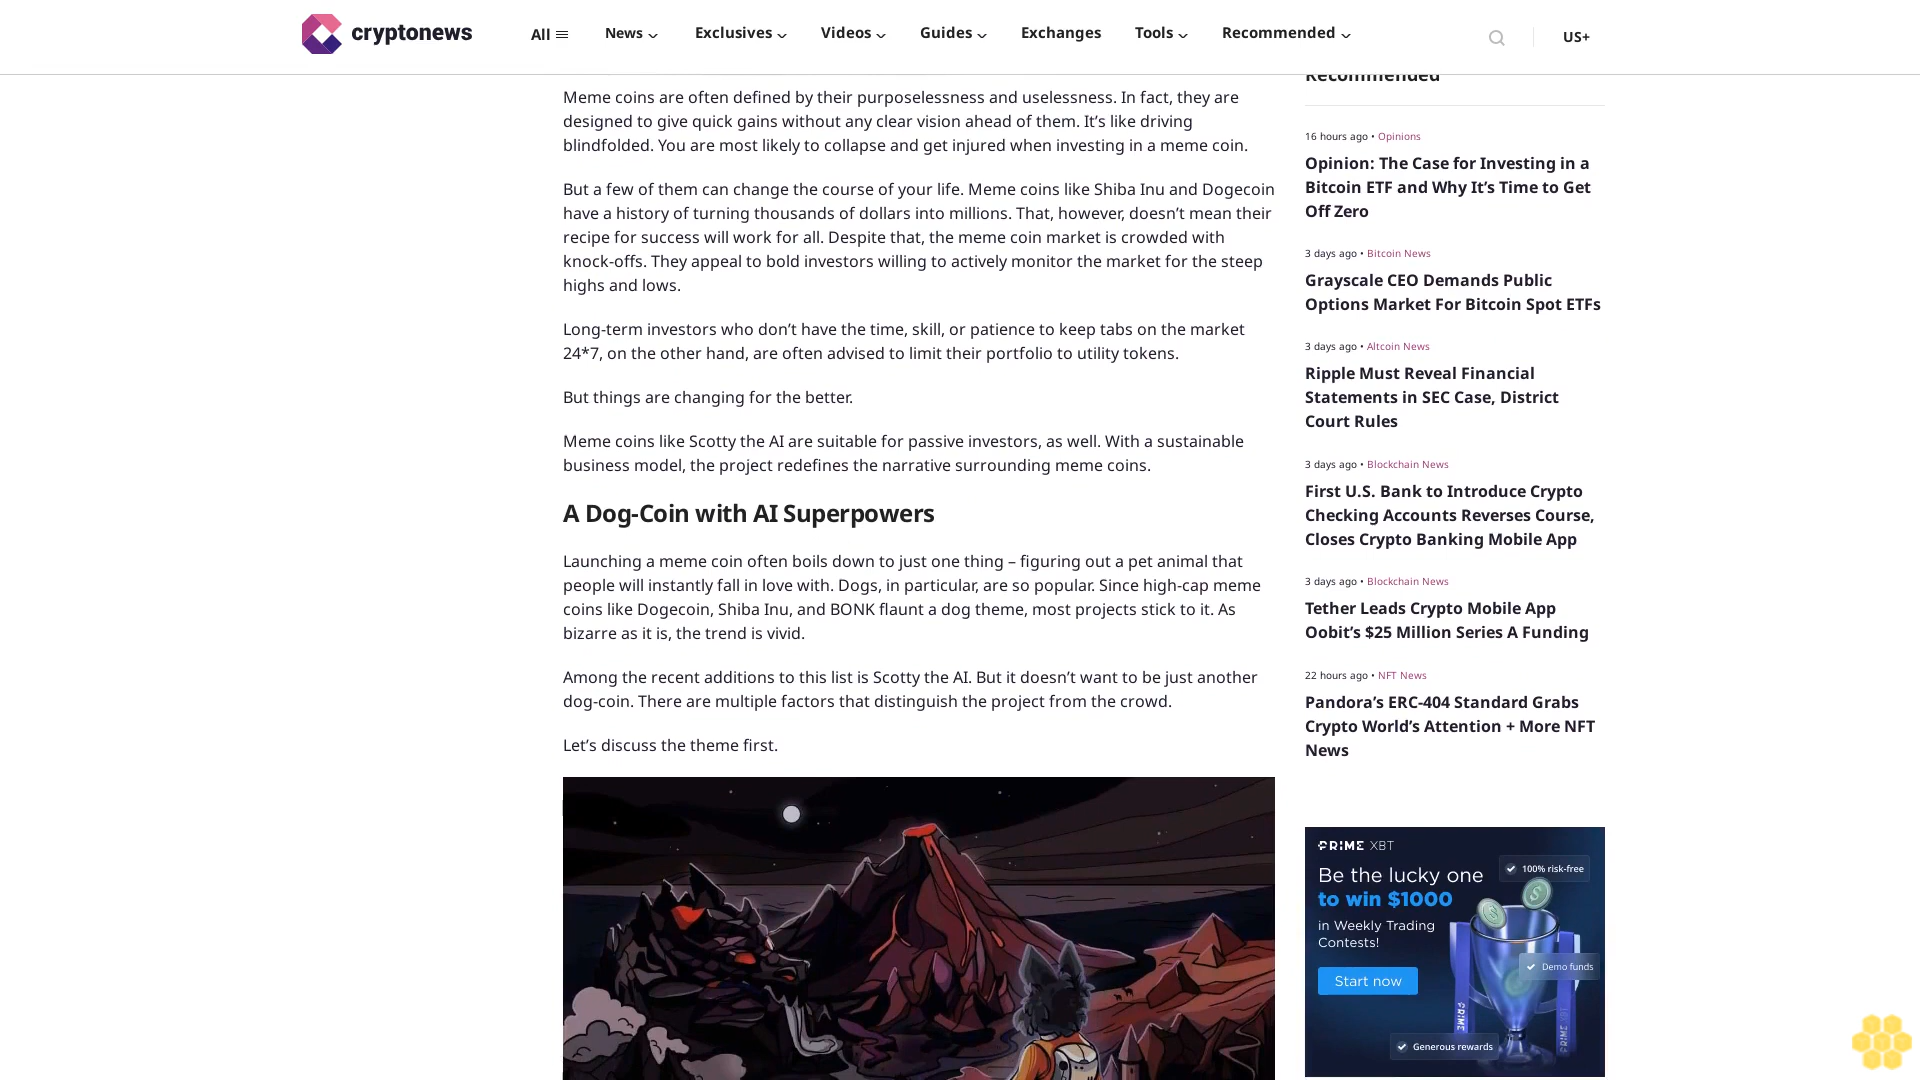 cryptonews
All
News
Exclusives
Videos
Guides
Exchanges
Tools
Recommended
US+
Meme coins are often defined by their purposelessness and uselessness. In fact, they are
designed to give quick gains without any clear vision ahead of them. It’s like driving
blindfolded. You are most likely to collapse and get injured when investing in a meme coin.
But a few of them can change the course of your life. Meme coins like Shiba Inu and Dogecoin
have a history of turning thousands of dollars into millions. That, however, doesn’t mean their
recipe for success will work for all. Despite that, the meme coin market is crowded with
knock-offs. They appeal to bold investors willing to actively monitor the market for the steep
highs and lows.
Long-term investors who don’t have the time, skill, or patience to keep tabs on the market
24*7, on the other hand, are often advised to limit their portfolio to utility tokens.
But things are changing for the better.
Meme coins like Scotty the AI are suitable for passive investors, as well. With a sustainable
business model, the project redefines the narrative surrounding meme coins.
A Dog-Coin with AI Superpowers
Launching a meme coin often boils down to just one thing – figuring out a pet animal that
people will instantly fall in love with. Dogs, in particular, are so popular. Since high-cap meme
coins like Dogecoin, Shiba Inu, and BONK flaunt a dog theme, most projects stick to it. As
bizarre as it is, the trend is vivid.
Among the recent additions to this list is Scotty the AI. But it doesn’t want to be just another
dog-coin. There are multiple factors that distinguish the project from the crowd.
Let’s discuss the theme first.
Recommended
16 hours ago • Opinions
Opinion: The Case for Investing in a
Bitcoin ETF and Why It’s Time to Get
Off Zero
3 days ago • Bitcoin News
Grayscale CEO Demands Public
Options Market For Bitcoin Spot ETFs
3 days ago • Altcoin News
Ripple Must Reveal Financial
Statements in SEC Case, District
Court Rules
3 days ago • Blockchain News
First U.S. Bank to Introduce Crypto
Checking Accounts Reverses Course,
Closes Crypto Banking Mobile App
3 days ago • Blockchain News
Tether Leads Crypto Mobile App
Oobit’s $25 Million Series A Funding
22 hours ago • NFT News
Pandora’s ERC-404 Standard Grabs
Crypto World’s Attention + More NFT
News
PRIME XBT
100% risk-free
Be the lucky one
to win $1000
in Weekly Trading
Contests!
Demo funds
Start now
PRIME
PRIME XBT
Generous rewards